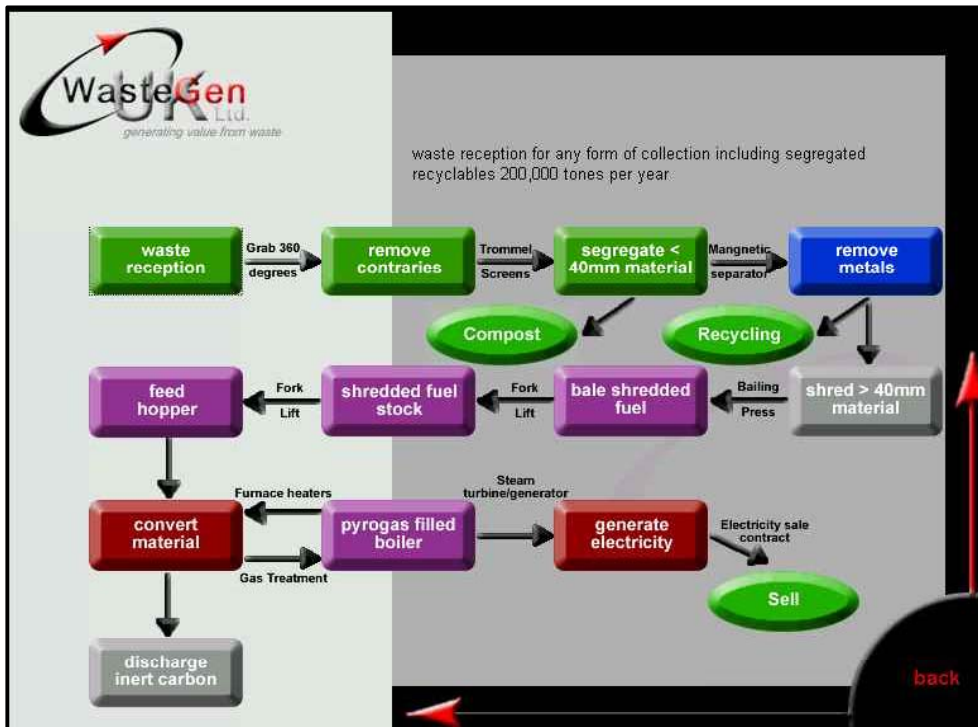 WasteGen
UK Ltd.
generating value from waste
waste reception for any form of collection including segregated
recyclables 200,000 tones per year
waste
reception
Grab 360
degrees
remove
contraries
Trommel
Screens
segregate <
40mm material
Mangnetic
separator
remove
metals
Compost
Recycling
feed
hopper
Fork
Lift
shredded fuel
stock
Fork
Lift
bale shredded
fuel
Bailing
Press
shred > 40mm
material
convert
material
Furnace heaters
Gas Treatment
pyrogas filled
boiler
Steam
turbine/generator
generate
electricity
Electricity sale
contract
Sell
discharge
inert carbon
back